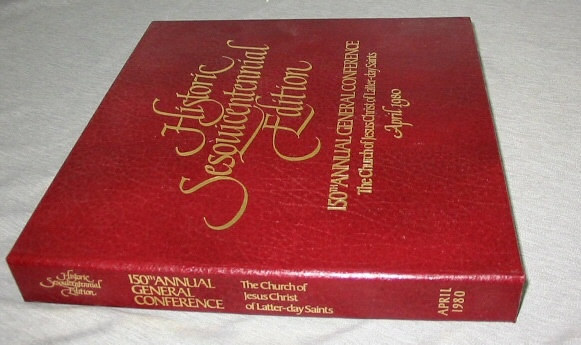 Historic
Sesquicentennial
Edition
150TH ANNUAL GENERAL CONFERENCE
The Church of Jesus Christ of Latter-day Saints
April 1980
Historic
Sesquicentennial
Edition
150TH ANNUAL
GENERAL
CONFERENCE
The Church of
Jesus Christ
of Latter-day Saints
APRIL
1980